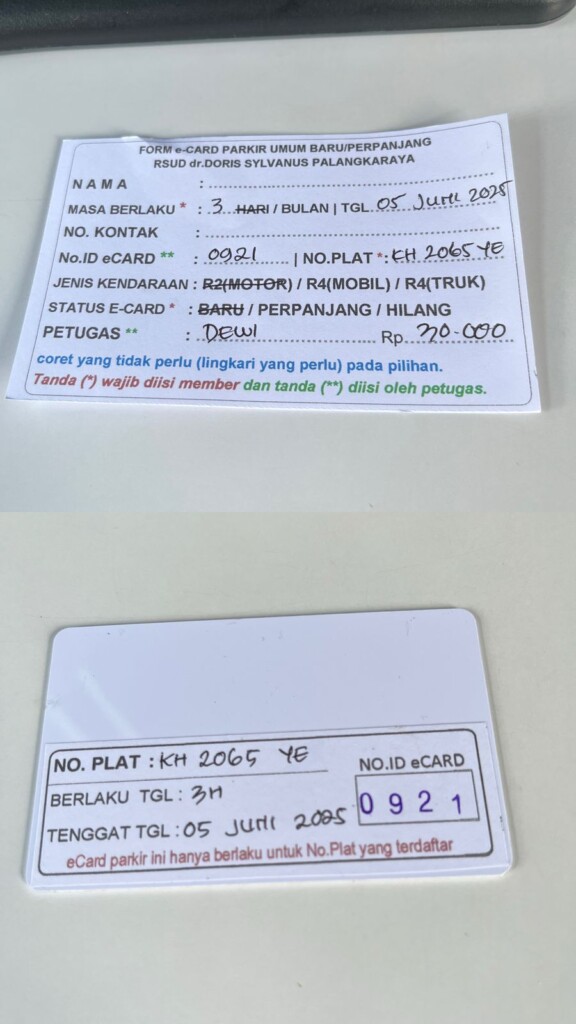 FORM e-CARD PARKIR UMUM BARU/PERPANJANG
RSUD dr.DORIS SYLVANUS PALANGKARAYA
NAMA :
MASA BERLAKU * : 3 HARI / BULAN | TGL. 05 JUNI 2025
NO. KONTAK :
No.ID eCARD ** : 0921 | NO.PLAT *: KH 2065 YE
JENIS KENDARAAN : R2(MOTOR) / R4(MOBIL) / R4(TRUK)
STATUS E-CARD * : BARU / PERPANJANG / HILANG
PETUGAS ** : DEWI Rp. 20.000
coret yang tidak perlu (lingkari yang perlu) pada pilihan.
Tanda (*) wajib diisi member dan tanda (**) diisi oleh petugas.
NO. PLAT : KH 2065 YE
NO.ID eCARD
BERLAKU TGL : 3H
0921
TENGGAT TGL : 05 JUNI 2025
eCard parkir ini hanya berlaku untuk No.Plat yang terdaftar